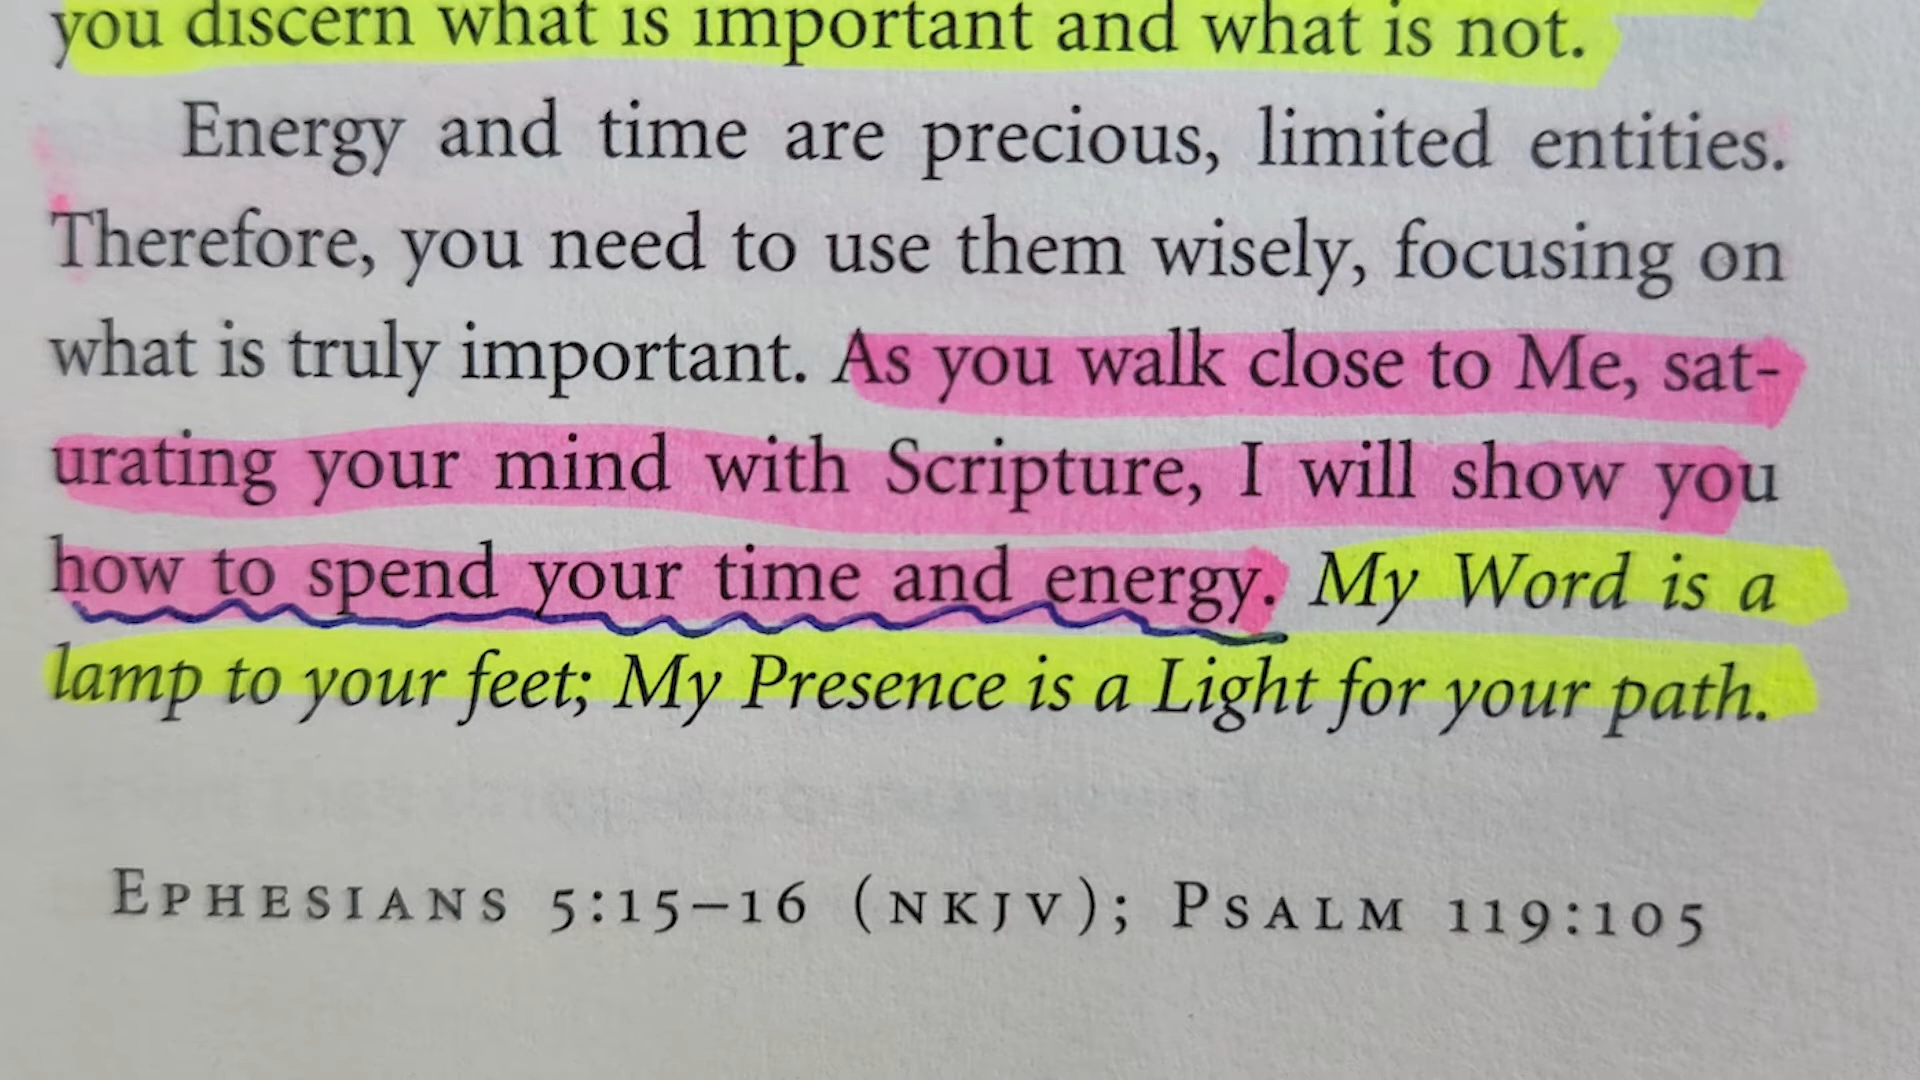 you discern what is important and what is not.
Energy and time are precious, limited entities.
Therefore, you need to use them wisely, focusing on
what is truly important. As you walk close to Me, sat-
urating your mind with Scripture, I will show you
how to spend your time and energy. My Word is a
lamp to your feet; My Presence is a Light for your path.
EPHESIANS 5:15–16 (NKJV); PSALM 119:105